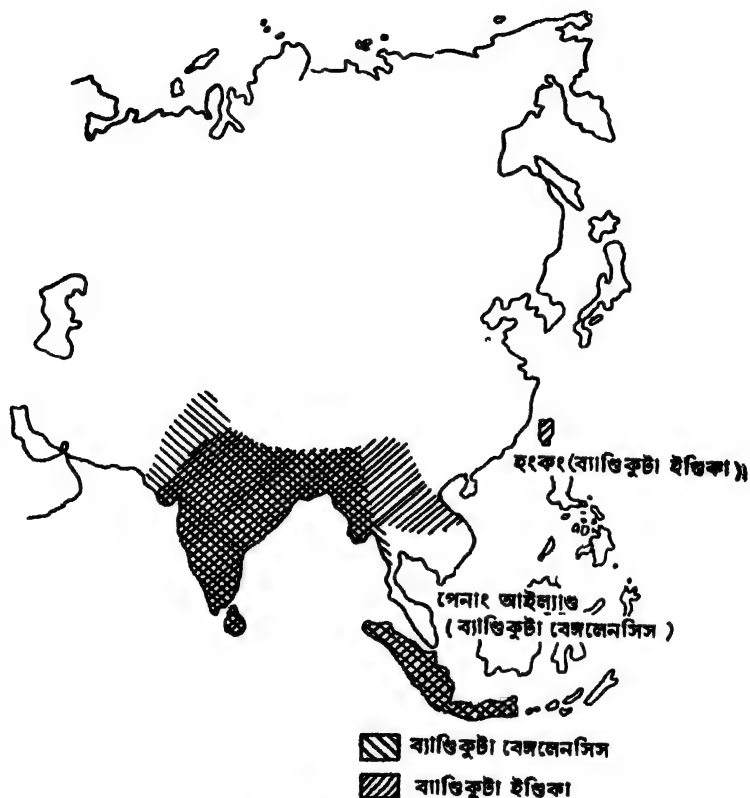 হংকং(ব্যাণ্ডিকুটা ইণ্ডিকা)
পেনাং আইল্যাণ্ড
( ব্যাণ্ডিকুটা বেঙ্গলেনসিস )
ব্যাণ্ডিকুটা বেঙ্গলেনসিস
ব্যাণ্ডিকুটা ইণ্ডিকা